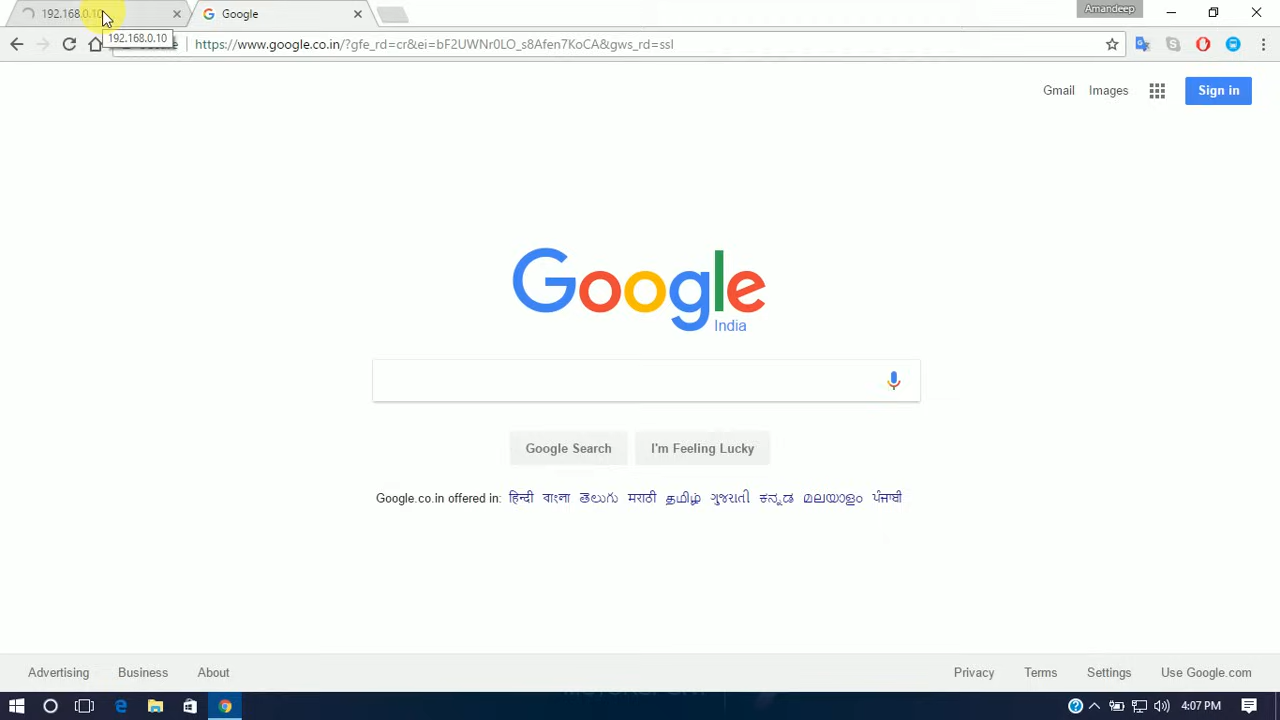 192.168.0.10
Google
Amandeep
192.168.0.10
https://www.google.co.in/?gfe_rd=cr&ei=bF2UWNr0LO_s8Afen7KoCA&gws_rd=ssl
Gmail Images Sign in
Google
India
Google Search I'm Feeling Lucky
Google.co.in offered in: हिन्दी বাংলা తెలుగు मराठी தமிழ் ગુજરાતી ಕನ್ನಡ മലയാളം ਪੰਜਾਬੀ
Advertising Business About Privacy Terms Settings Use Google.com
4:07 PM